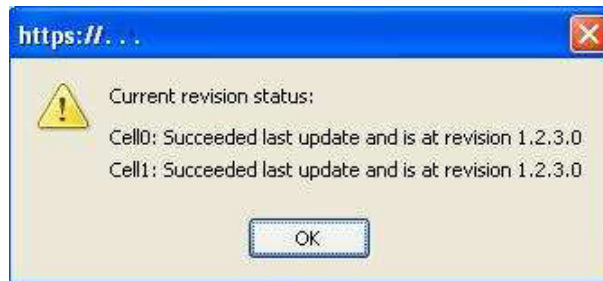 https://. . .
Current revision status:
Cell0: Succeeded last update and is at revision 1.2.3.0
Cell1: Succeeded last update and is at revision 1.2.3.0
OK